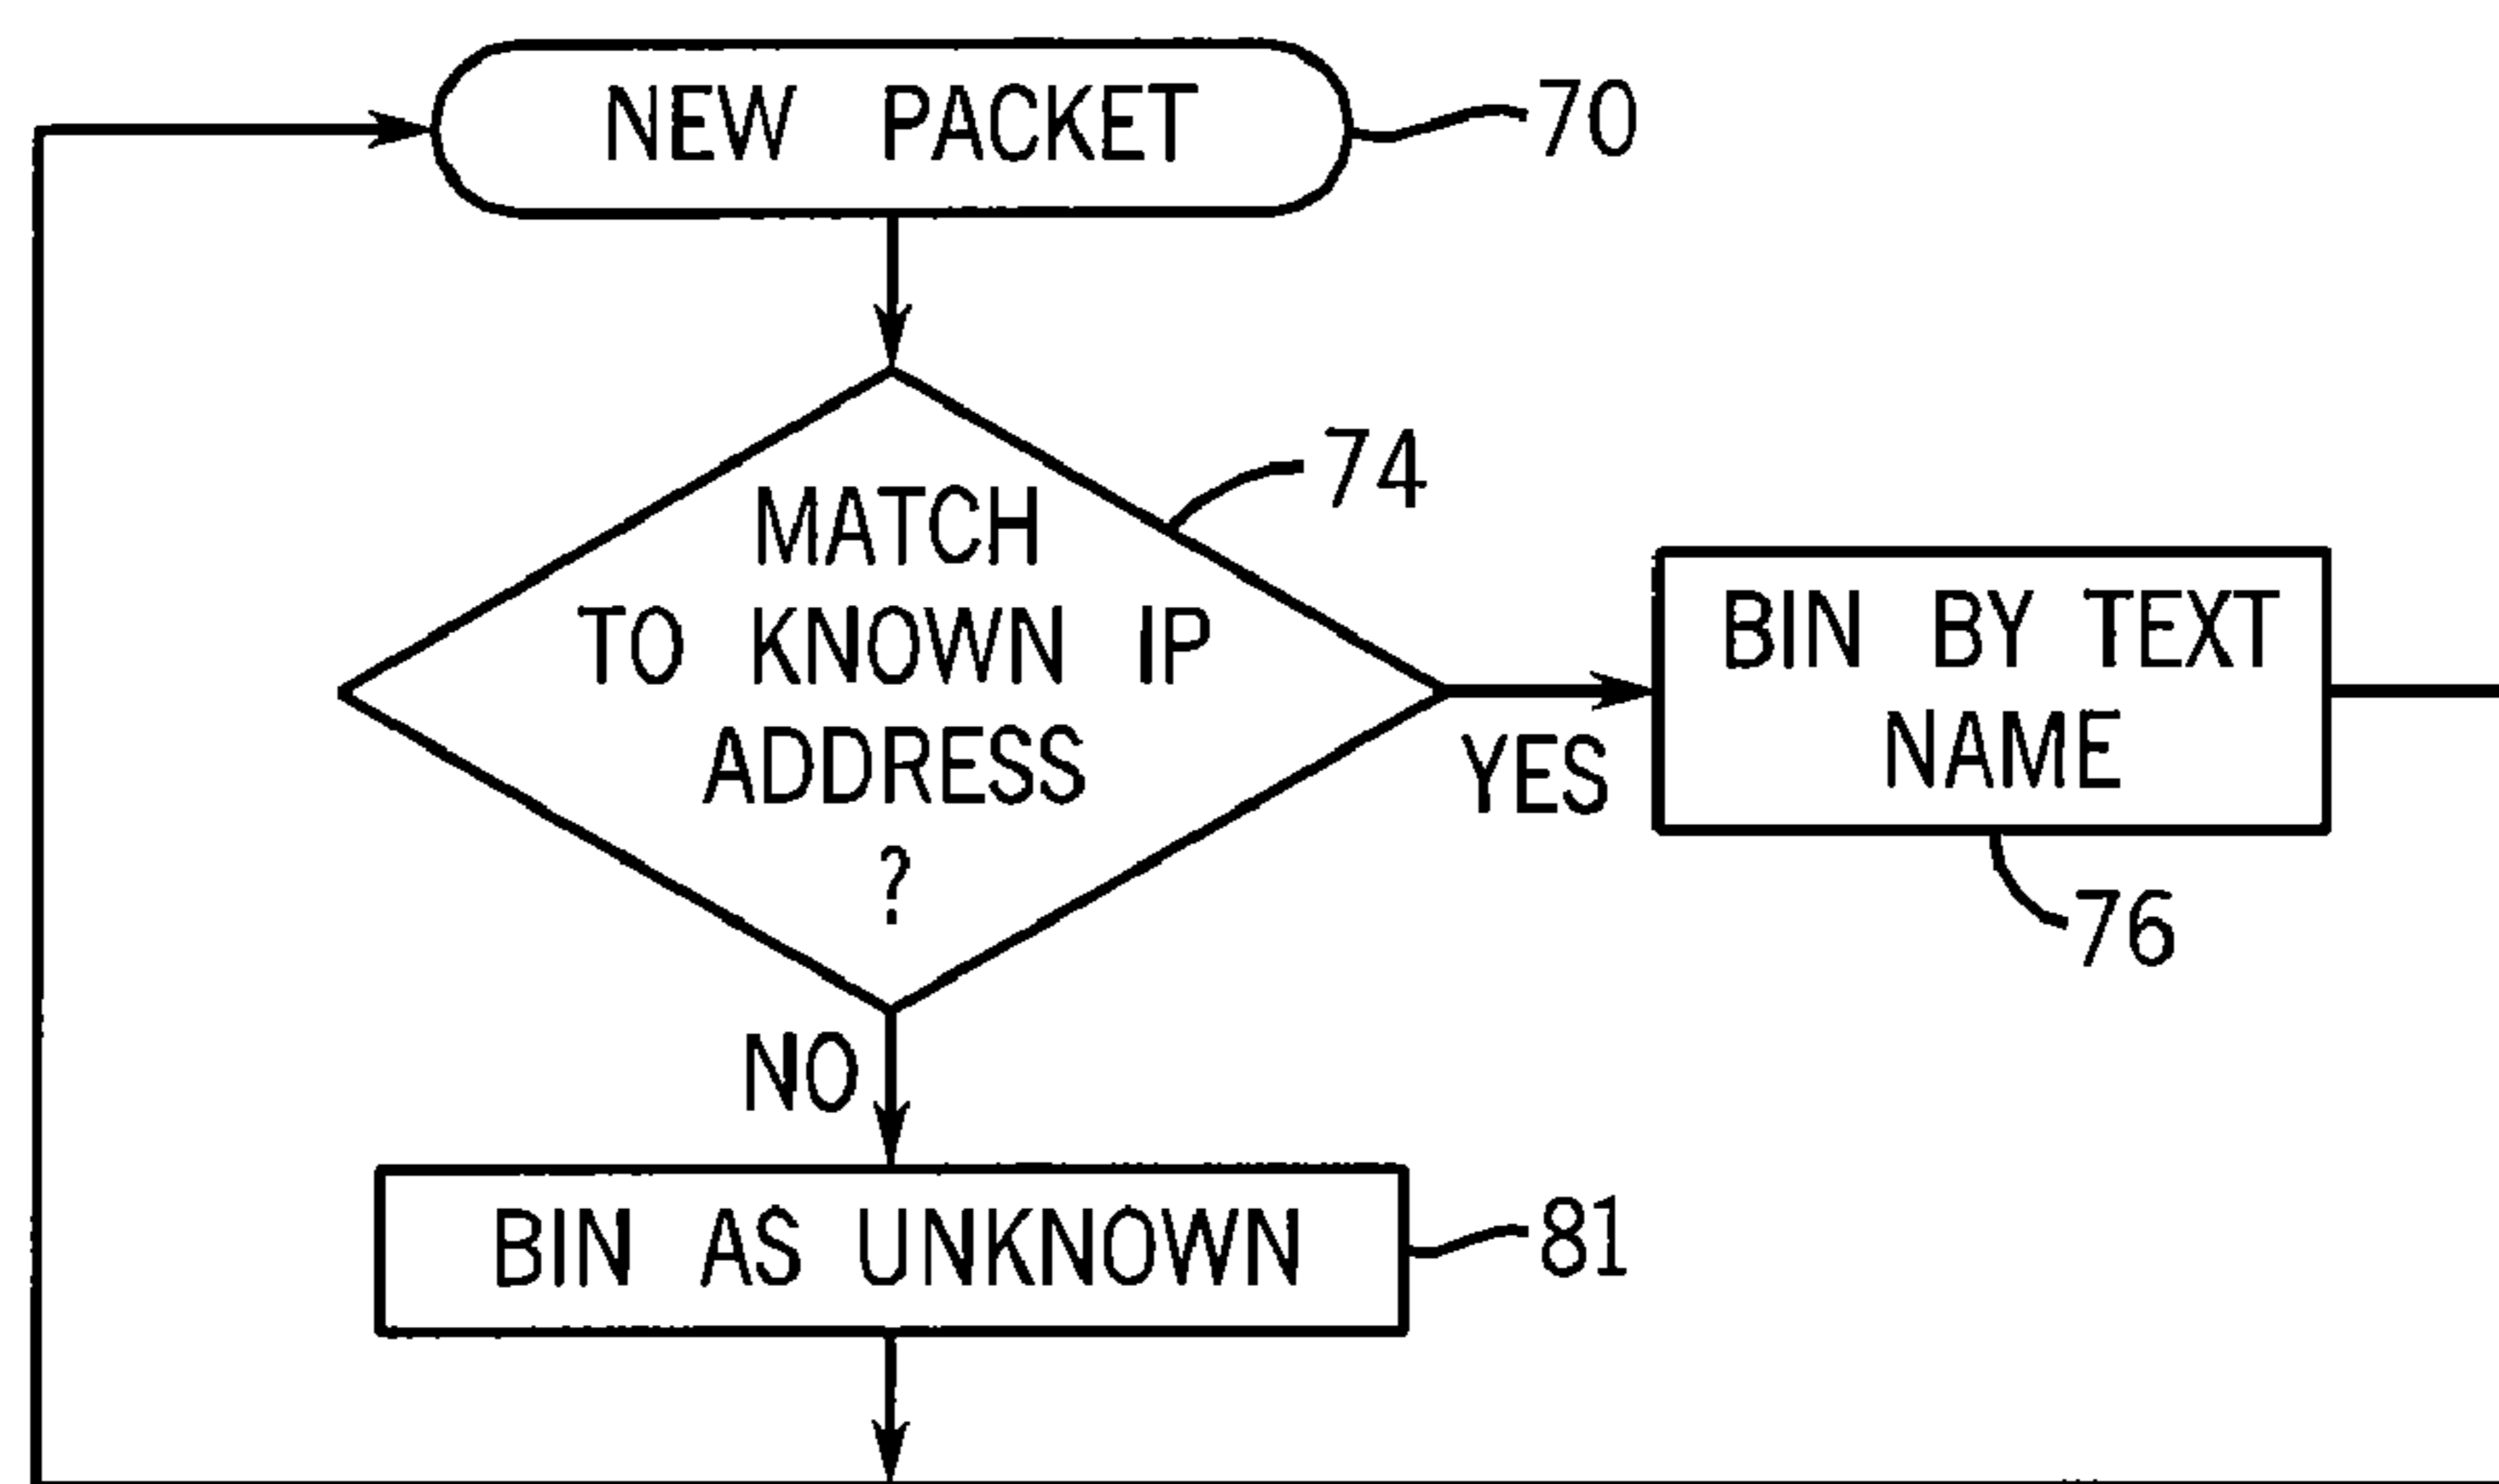 NEW PACKET
70
74
MATCH
TO KNOWN IP
ADDRESS
?
YES
BIN BY TEXT
NAME
76
NO
BIN AS UNKNOWN
81